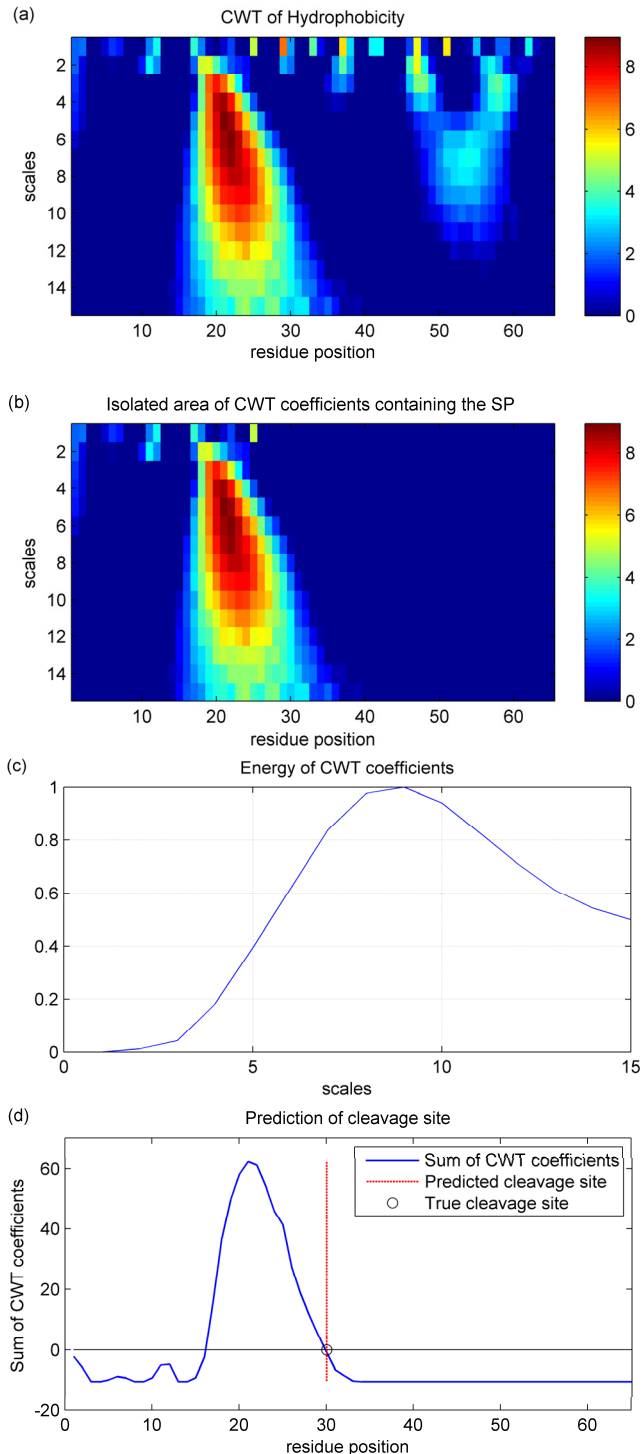 (a)
CWT of Hydrophobicity
2
4
6
8
10
12
14
scales
10 20 30 40 50 60
residue position
8
6
4
2
0
(b)
Isolated area of CWT coefficients containing the SP
2
4
6
8
10
12
14
scales
10 20 30 40 50 60
residue position
8
6
4
2
0
(c)
Energy of CWT coefficients
1
0.8
0.6
0.4
0.2
0
0 5 10 15
scales
(d)
Prediction of cleavage site
Sum of CWT coefficients
Predicted cleavage site
True cleavage site
60
40
20
0
-20
Sum of CWT coefficients
0 10 20 30 40 50 60
residue position